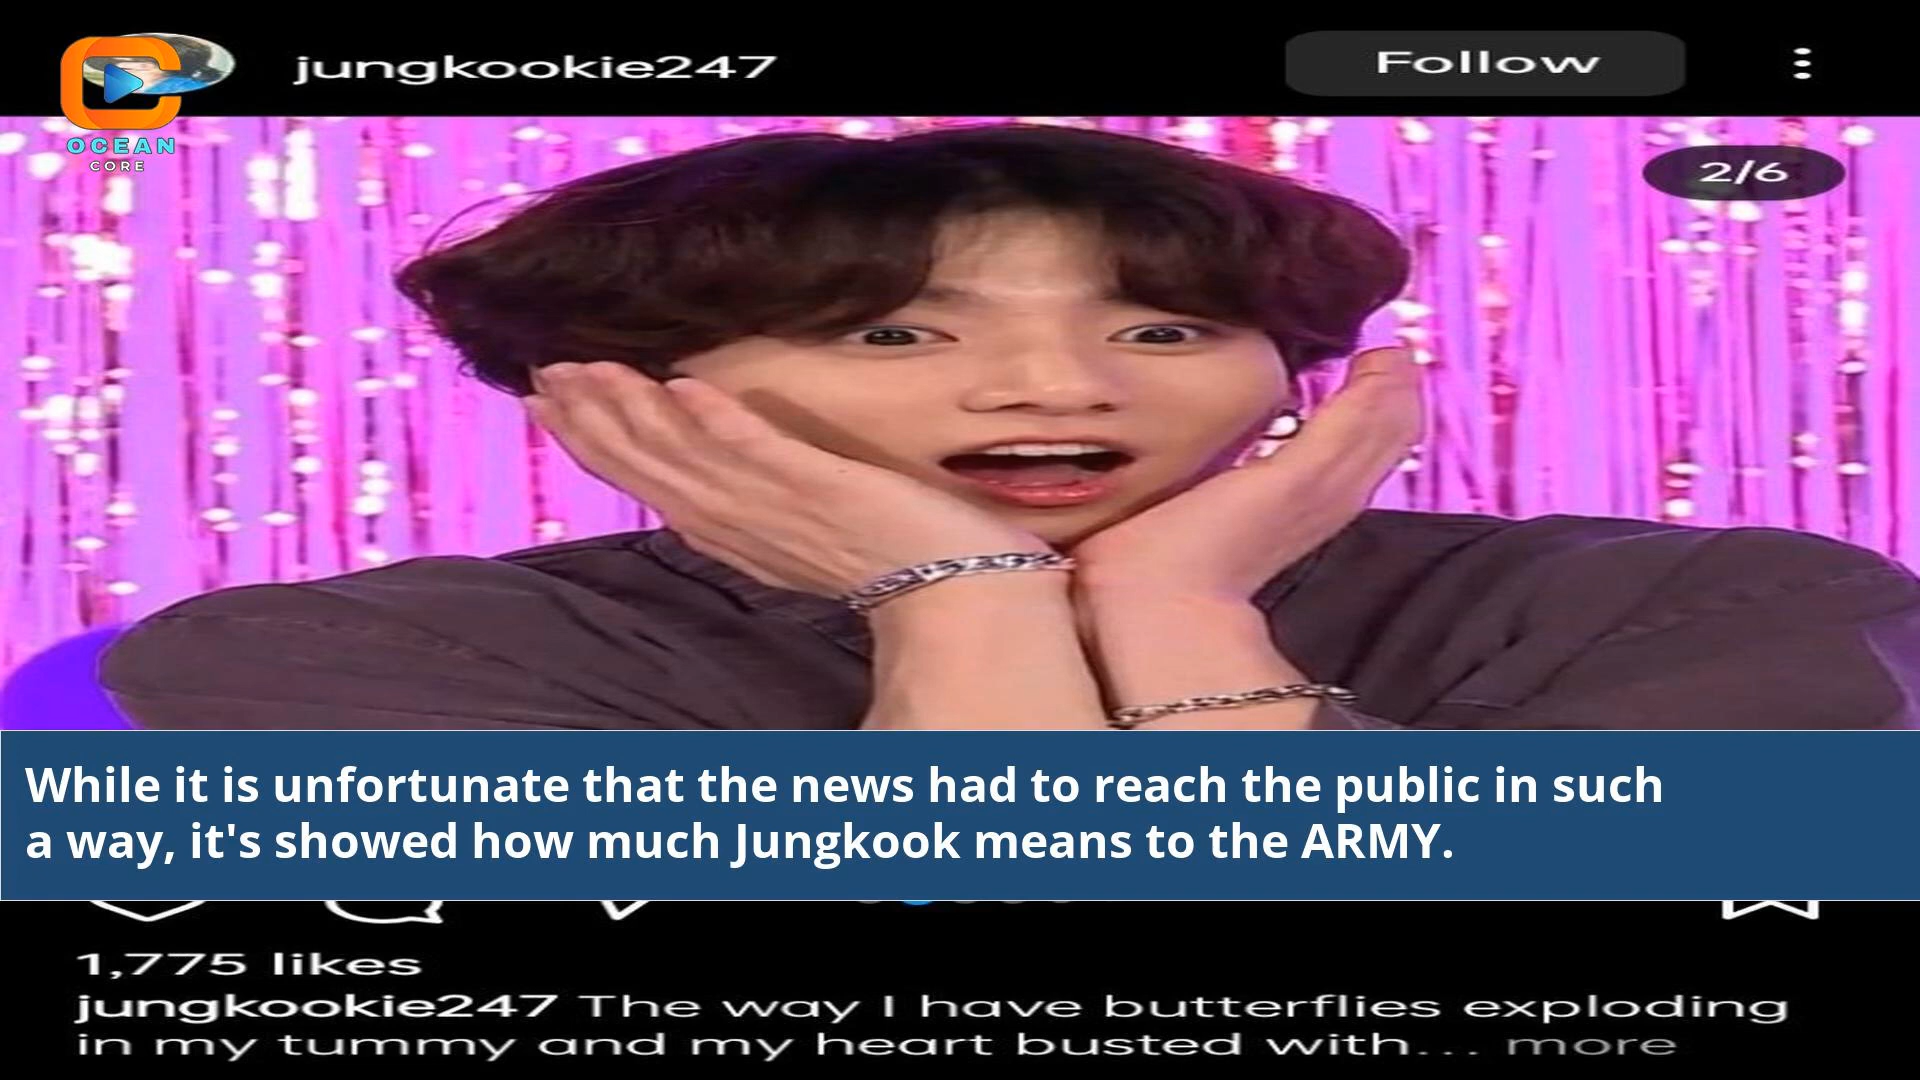 jungkookie247
Follow
OCEAN
CORE
2/6
While it is unfortunate that the news had to reach the public in such
a way, it's showed how much Jungkook means to the ARMY.
1,775 likes
jungkookie247 The way I have butterflies exploding
in my tummy and my heart busted with... more